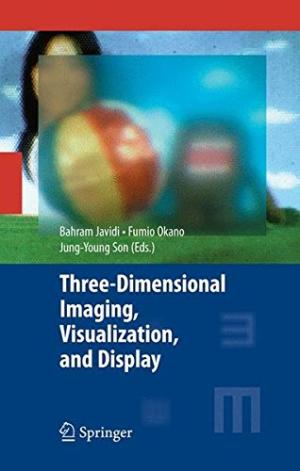 Bahram Javidi • Fumio Okano
Jung-Young Son (Eds.)
Three-Dimensional
Imaging,
Visualization,
and Display
Springer